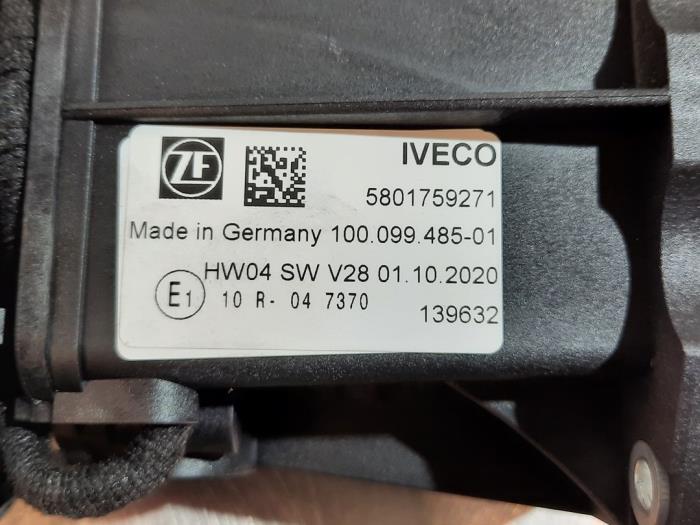 ZF
IVECO
5801759271
Made in Germany 100.099.485-01
HW04 SW V28 01.10.2020
E1 10 R- 04 7370
139632